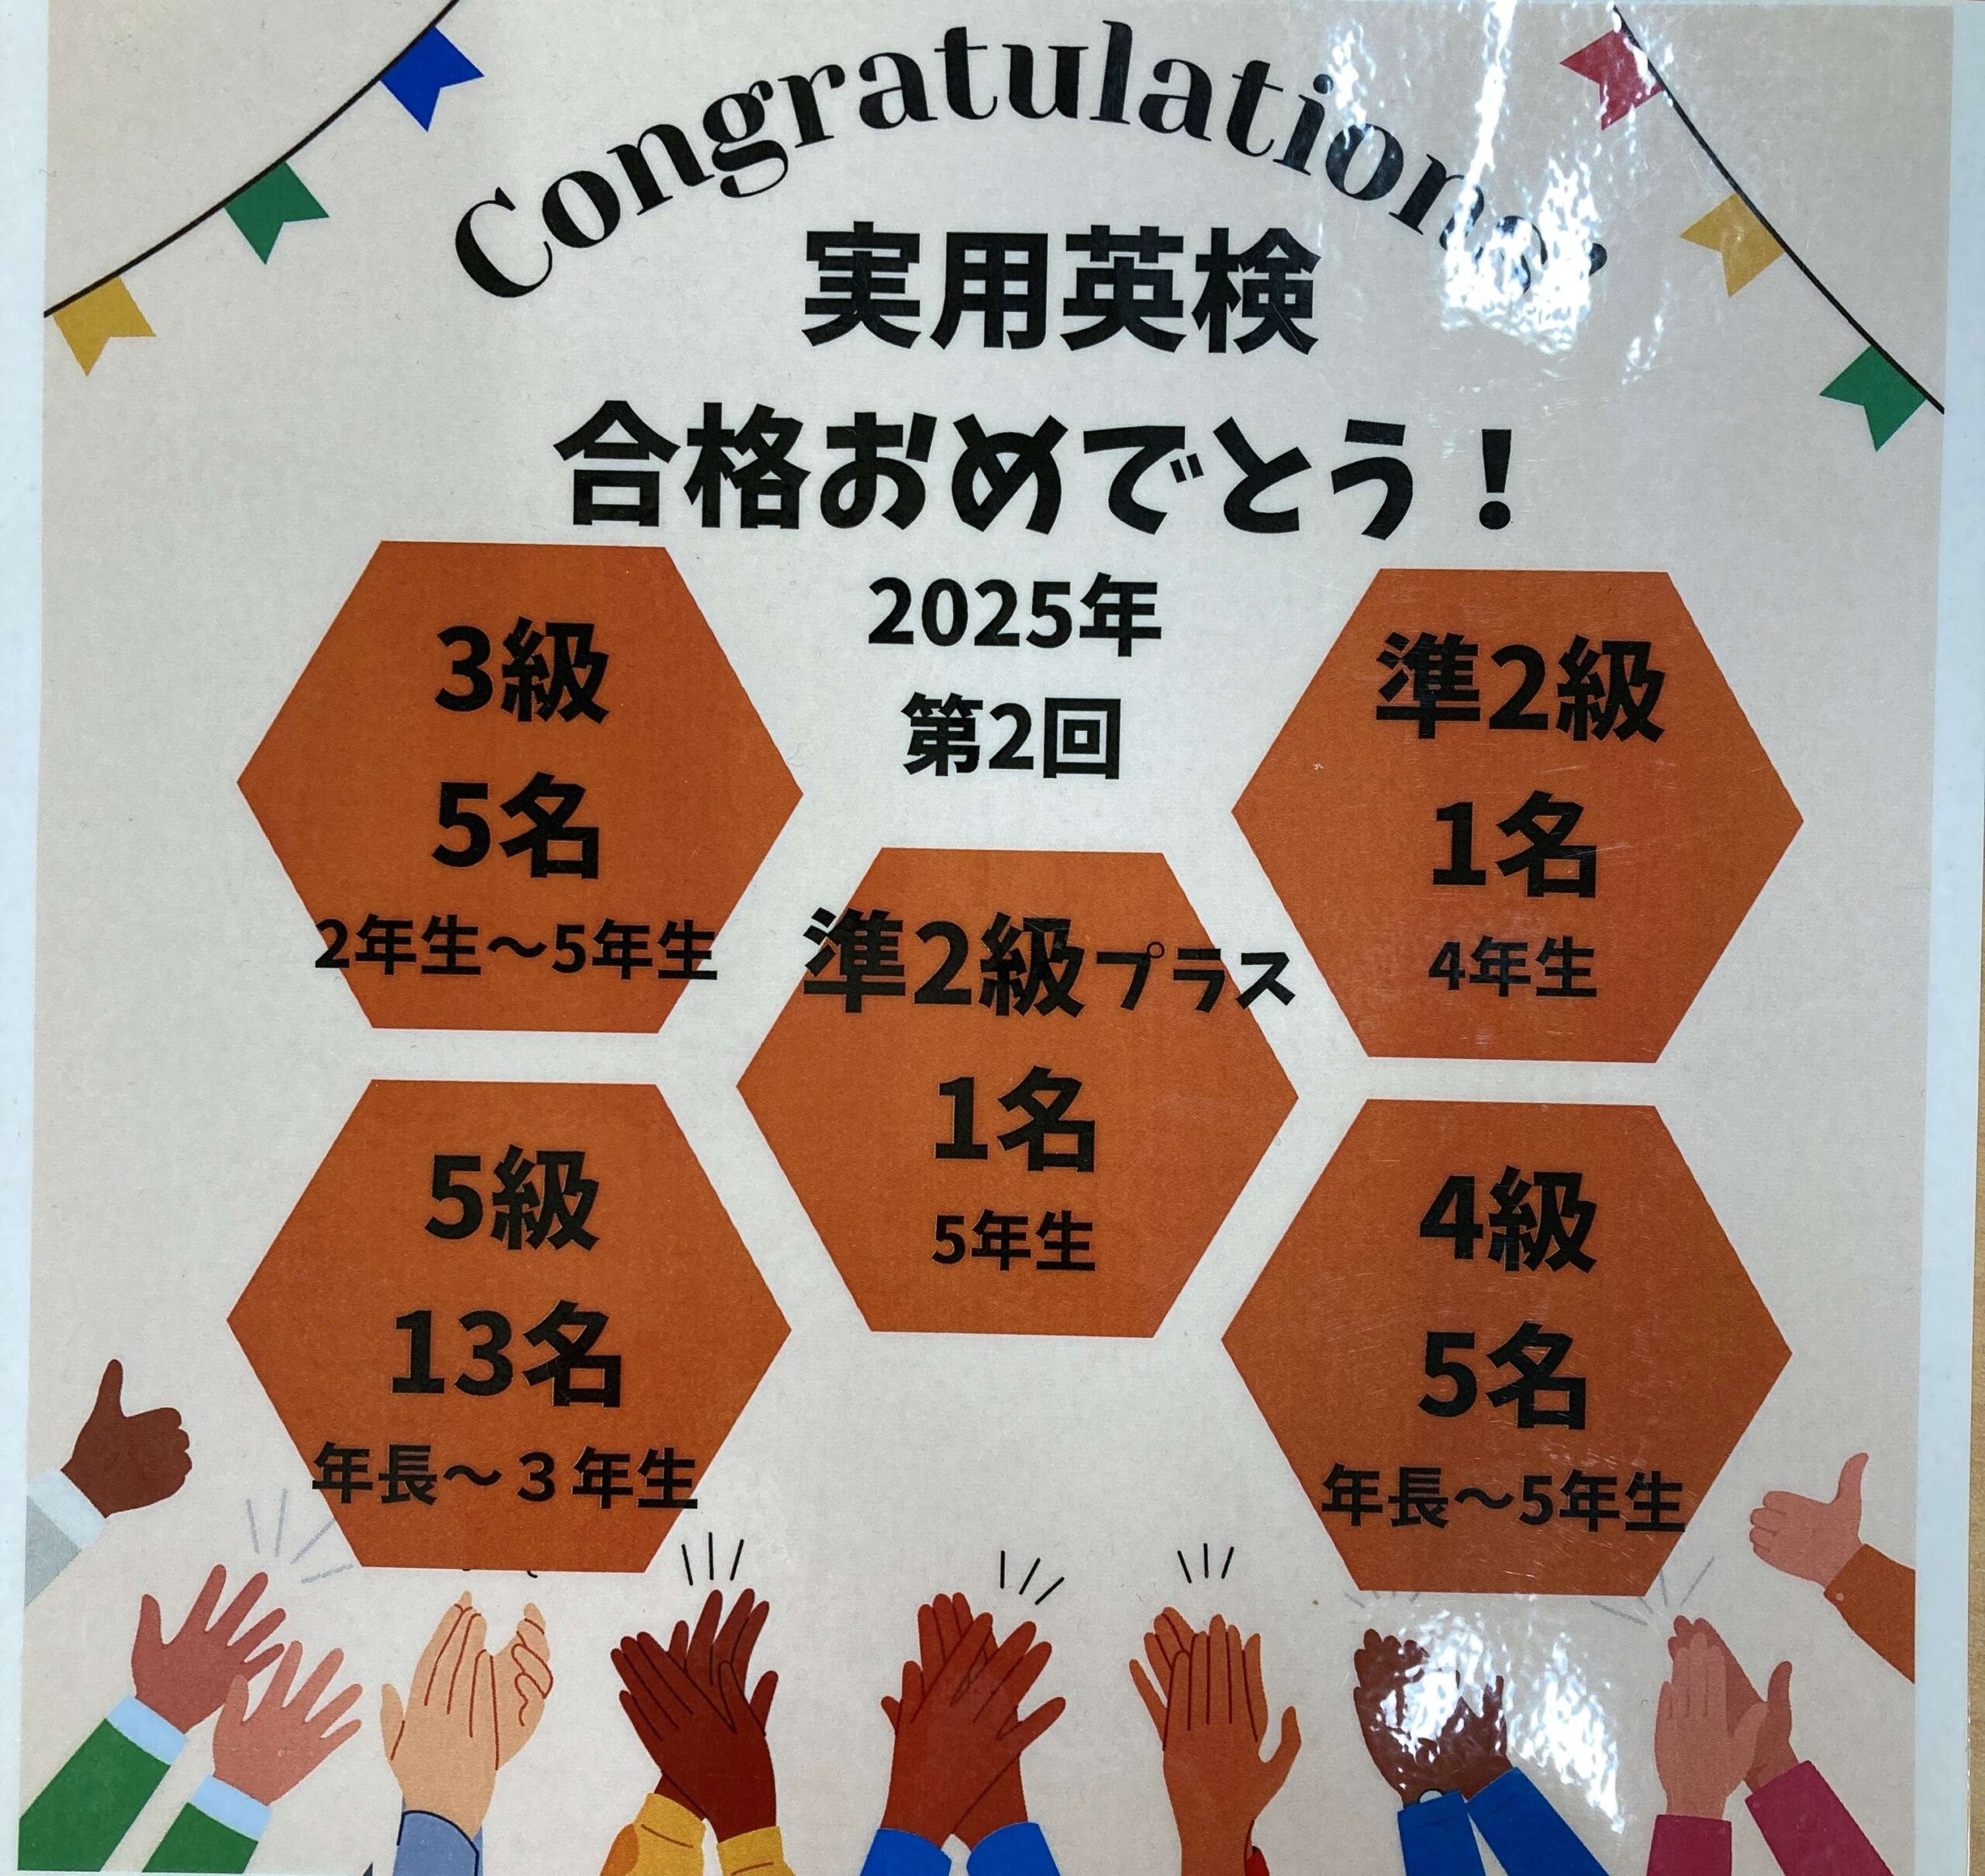 Congratulations!
実用英検
合格おめでとう！
2025年
第2回
3級
5名
2年生～5年生
準2級
1名
4年生
準2級プラス
1名
5年生
5級
13名
年長～３年生
4級
5名
年長～5年生